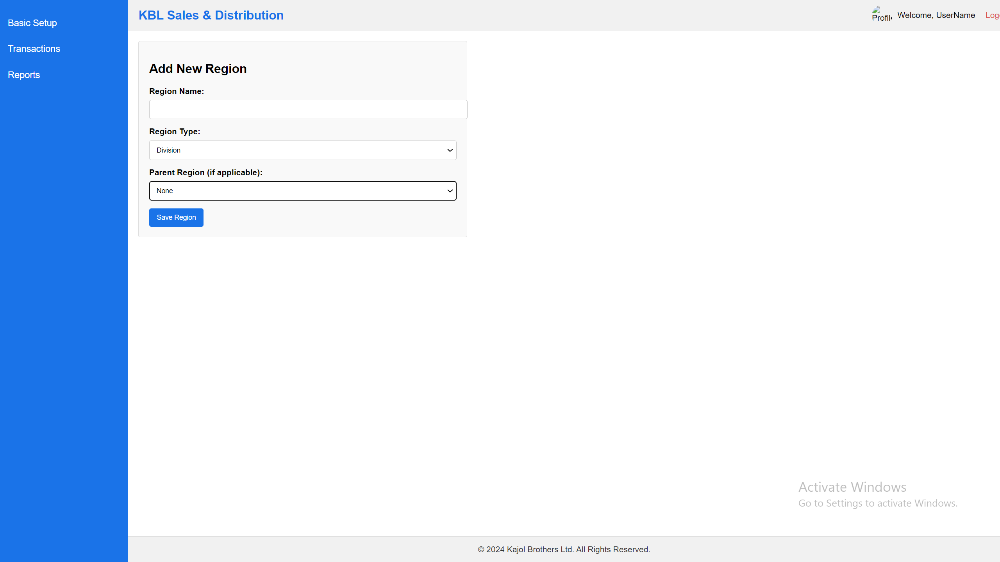 Basic Setup
Transactions
Reports
KBL Sales & Distribution
Welcome, UserName
Add New Region
Region Name:
Region Type:
Division
Parent Region (if applicable):
None
Save Region
Activate Windows
Go to Settings to activate Windows.
© 2024 Kajol Brothers Ltd. All Rights Reserved.